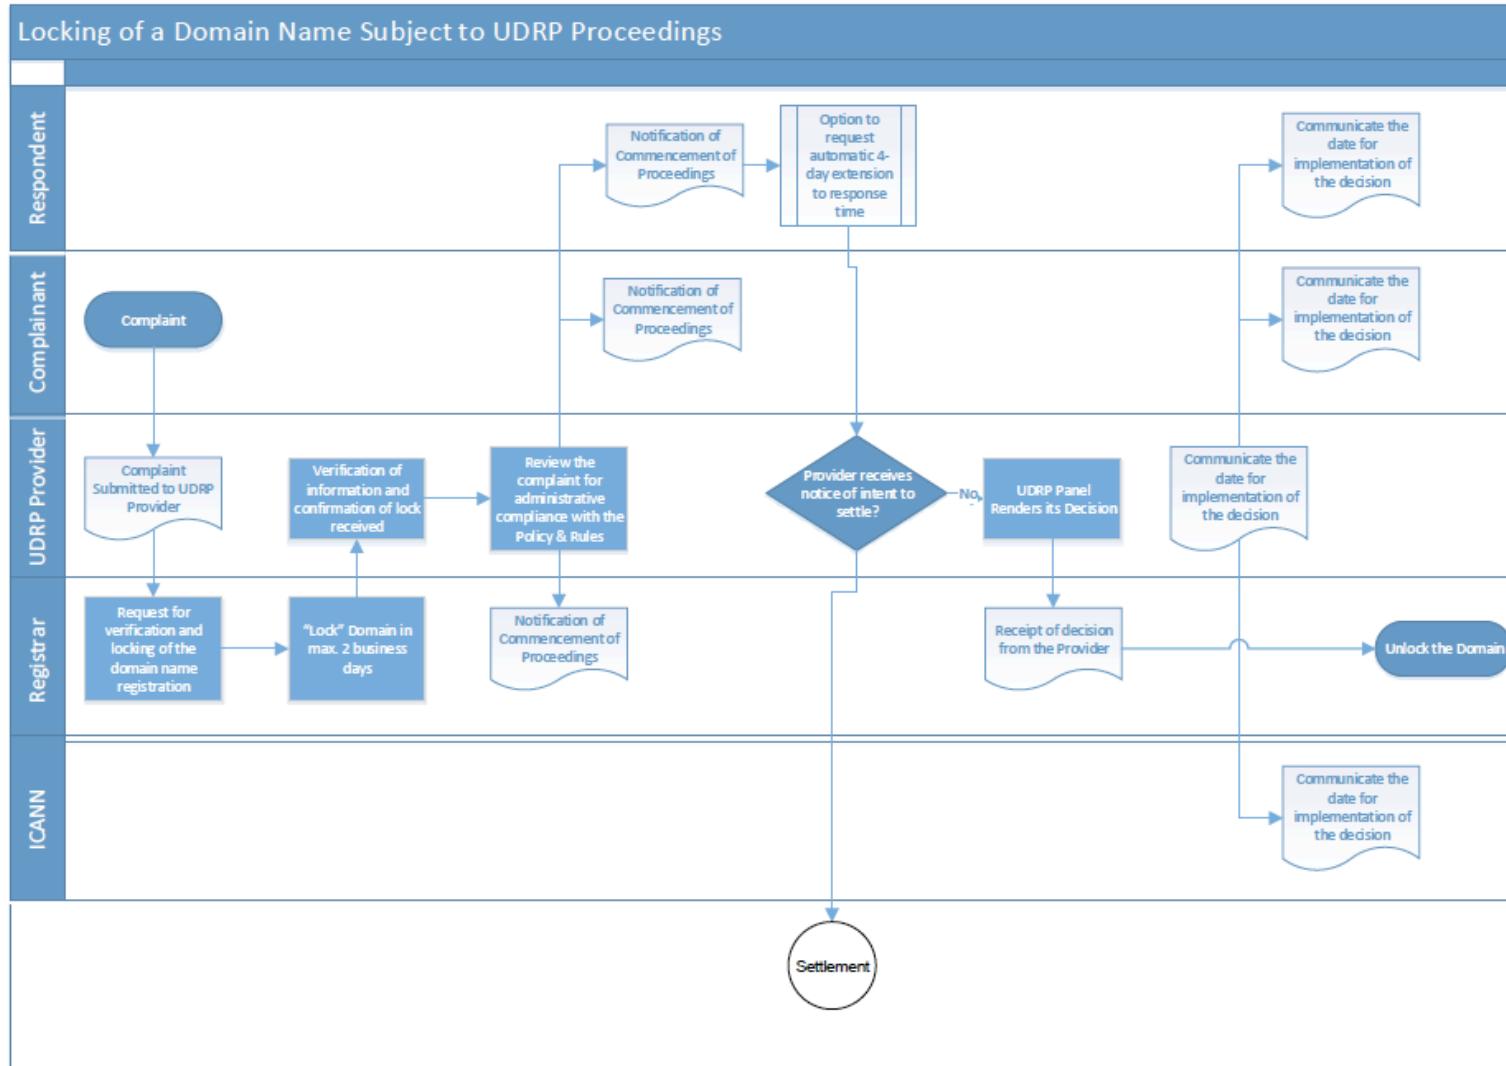 Locking of a Domain Name Subject to UDRP Proceedings
Respondent
Notification of
Commencement of
Proceedings
Option to
request
automatic 4-
day extension
to response
time
Communicate the
date for
implementation of
the decision
Complainant
Complaint
Notification of
Commencement of
Proceedings
Communicate the
date for
implementation of
the decision
UDRP Provider
Complaint
Submitted to UDRP
Provider
Verification of
information and
confirmation of lock
received
Review the
complaint for
administrative
compliance with the
Policy & Rules
Provider receives
notice of intent to
settle?
No
UDRP Panel
Renders its Decision
Communicate the
date for
implementation of
the decision
Registrar
Request for
verification and
locking of the
domain name
registration
“Lock” Domain in
max. 2 business
days
Notification of
Commencement of
Proceedings
Receipt of decision
from the Provider
Unlock the Domain
ICANN
Communicate the
date for
implementation of
the decision
Settlement